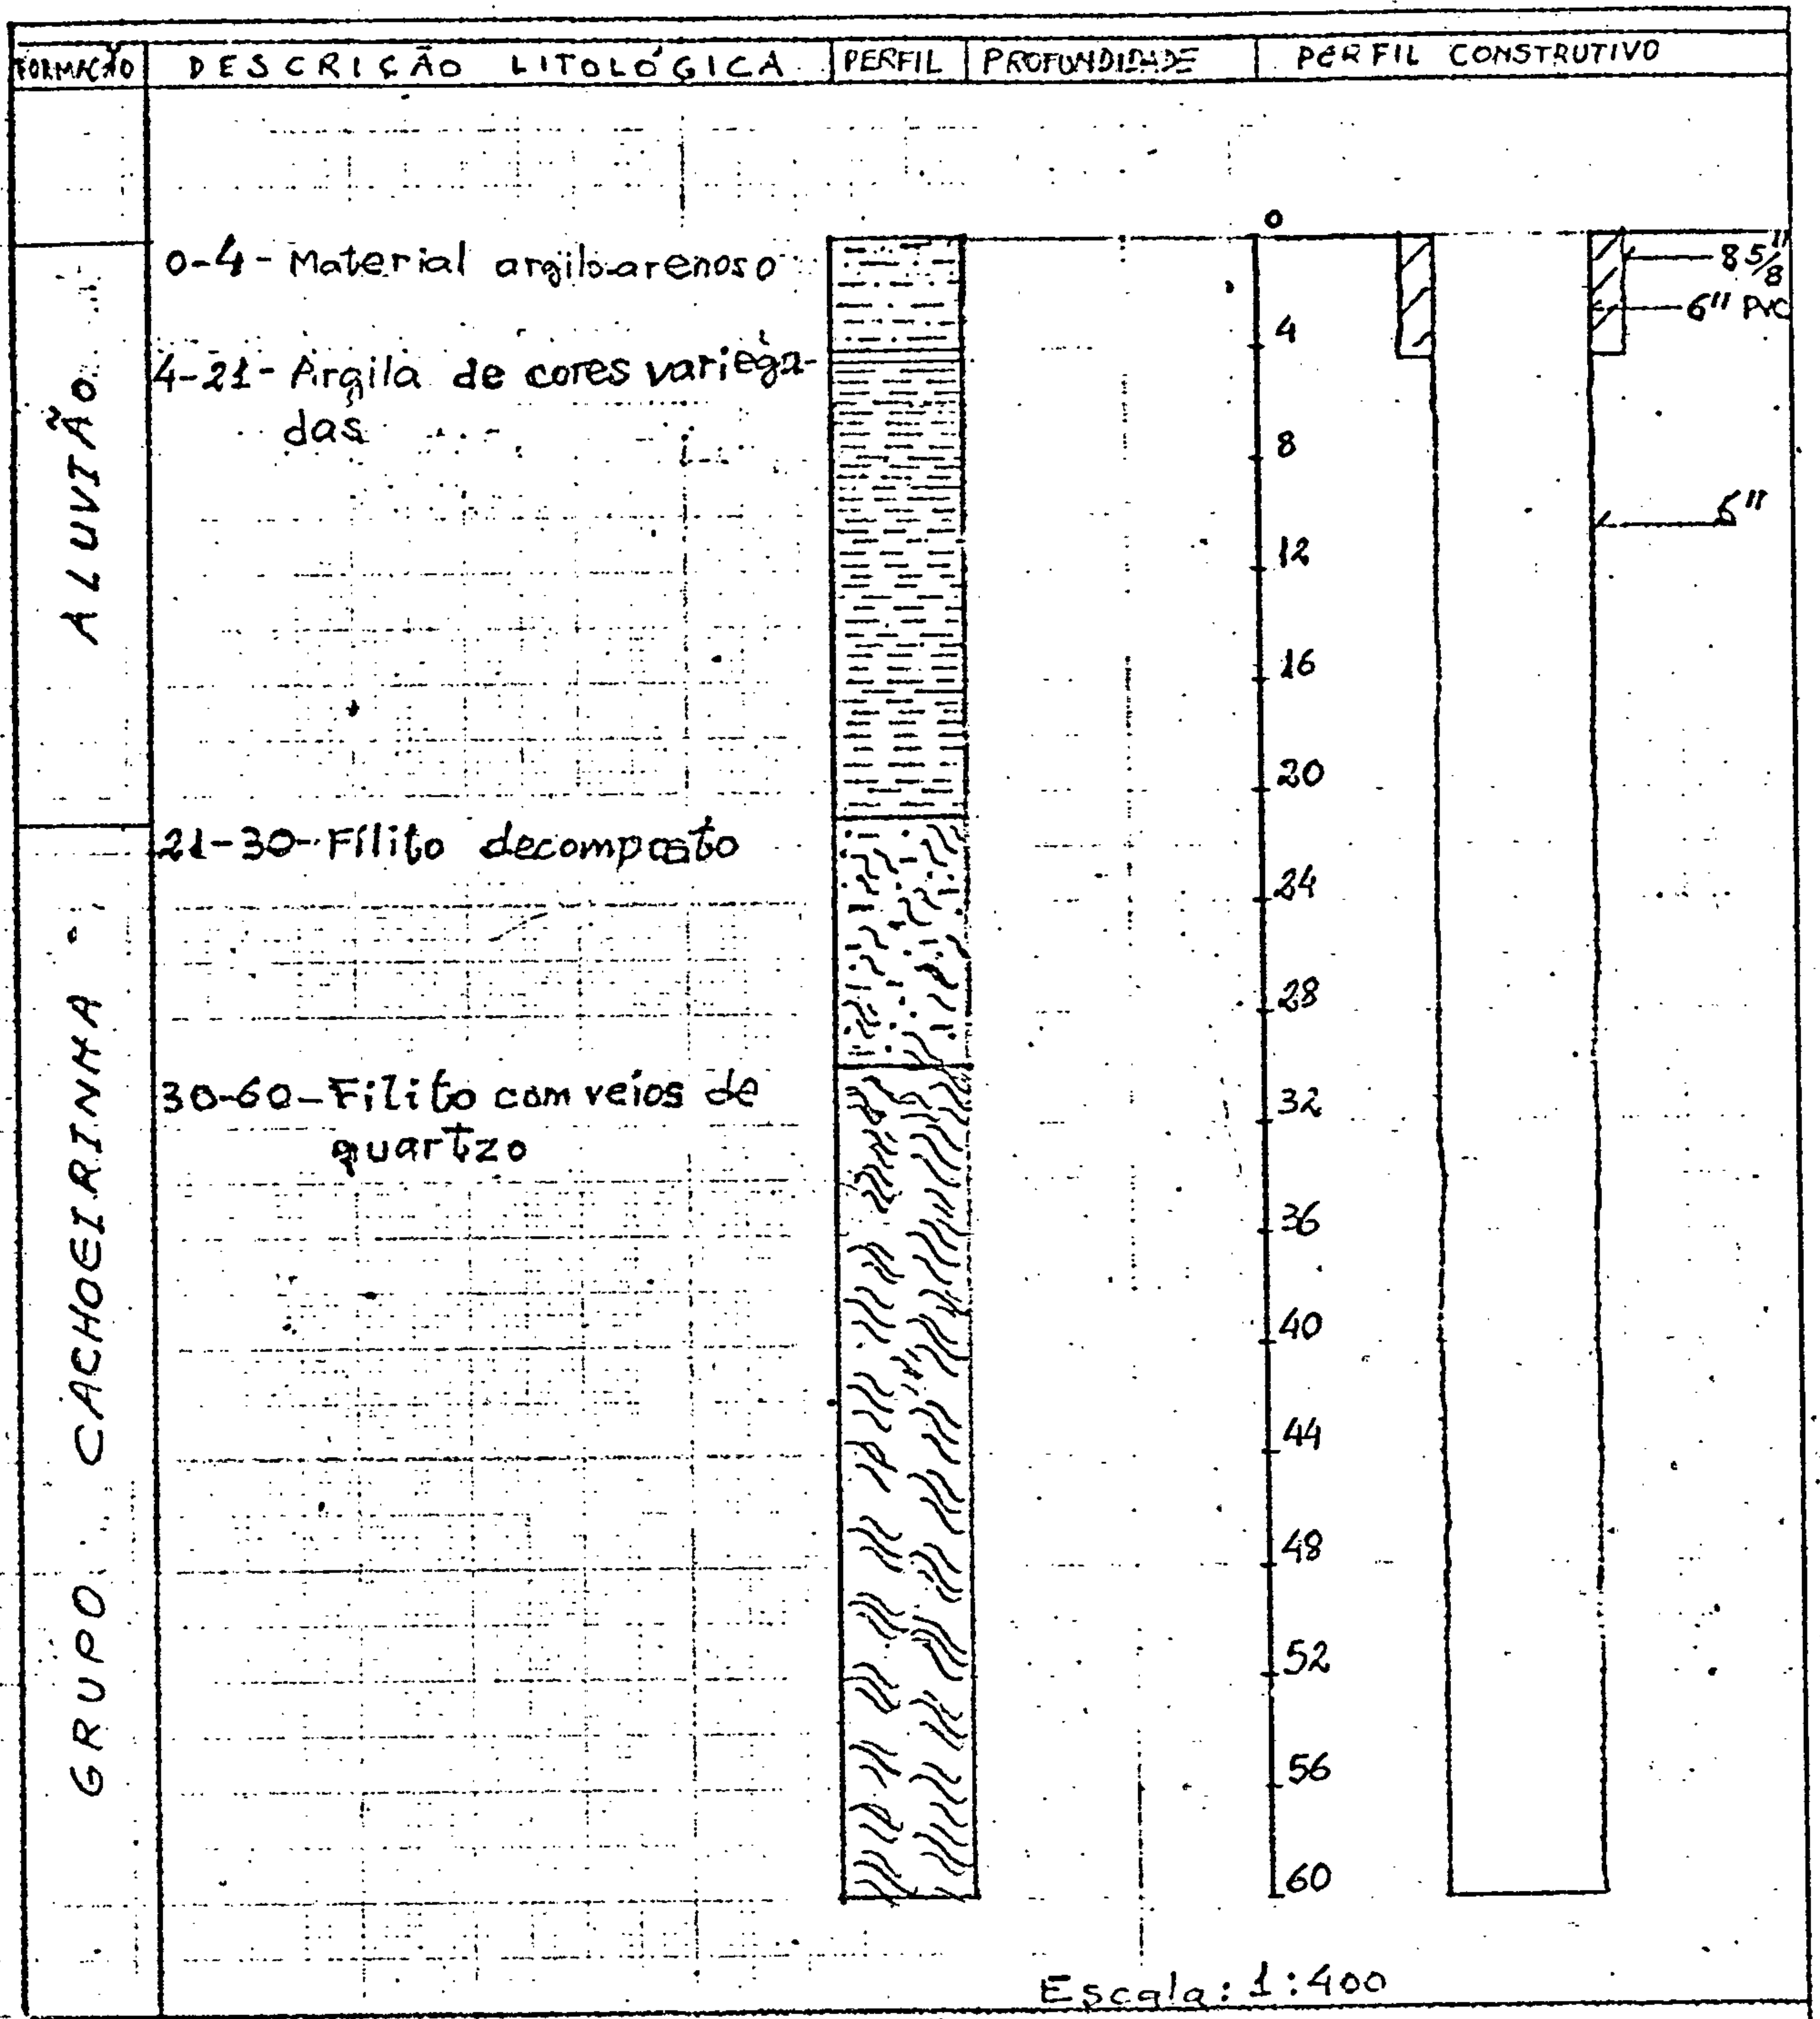 FORMAÇÃO DESCRIÇÃO LITOLÓGICA PERFIL PROFUNDIDADE PERFIL CONSTRUTIVO
ALUVIÃO
GRUPO CACHOEIRINHA
0-4- Material argilo-arenoso
4-21- Argila de cores variega-
das
21-30- Filito decomposto
30-60- Filito com veios de
quartzo
0
4
8
12
16
20
24
28
32
36
40
44
48
52
56
60
8 5/8"
6" PVC
6"
Escala: 1:400